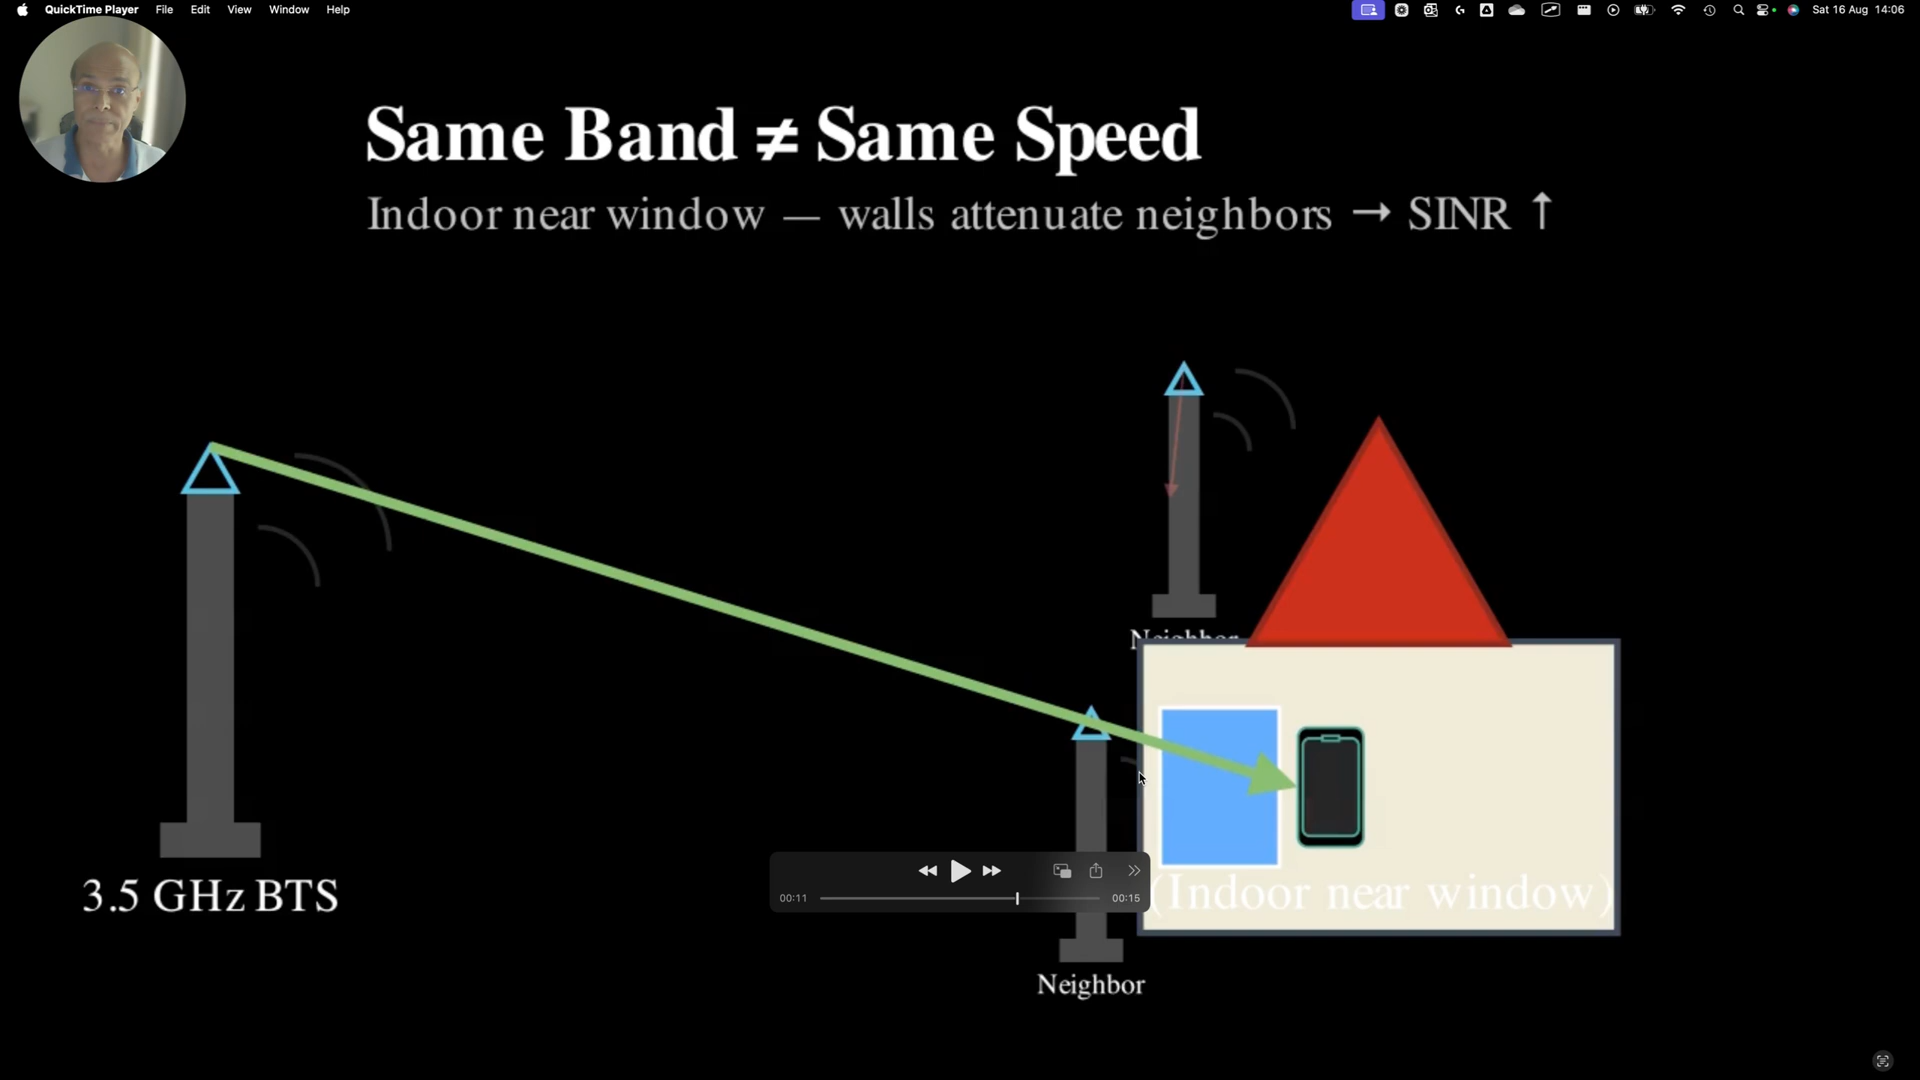 QuickTime Player File Edit View Window Help
Sat 16 Aug 14:06
Same Band ≠ Same Speed
Indoor near window — walls attenuate neighbors → SINR ↑
Neighbor
3.5 GHz BTS
00:11
00:15
(Indoor near window)
Neighbor